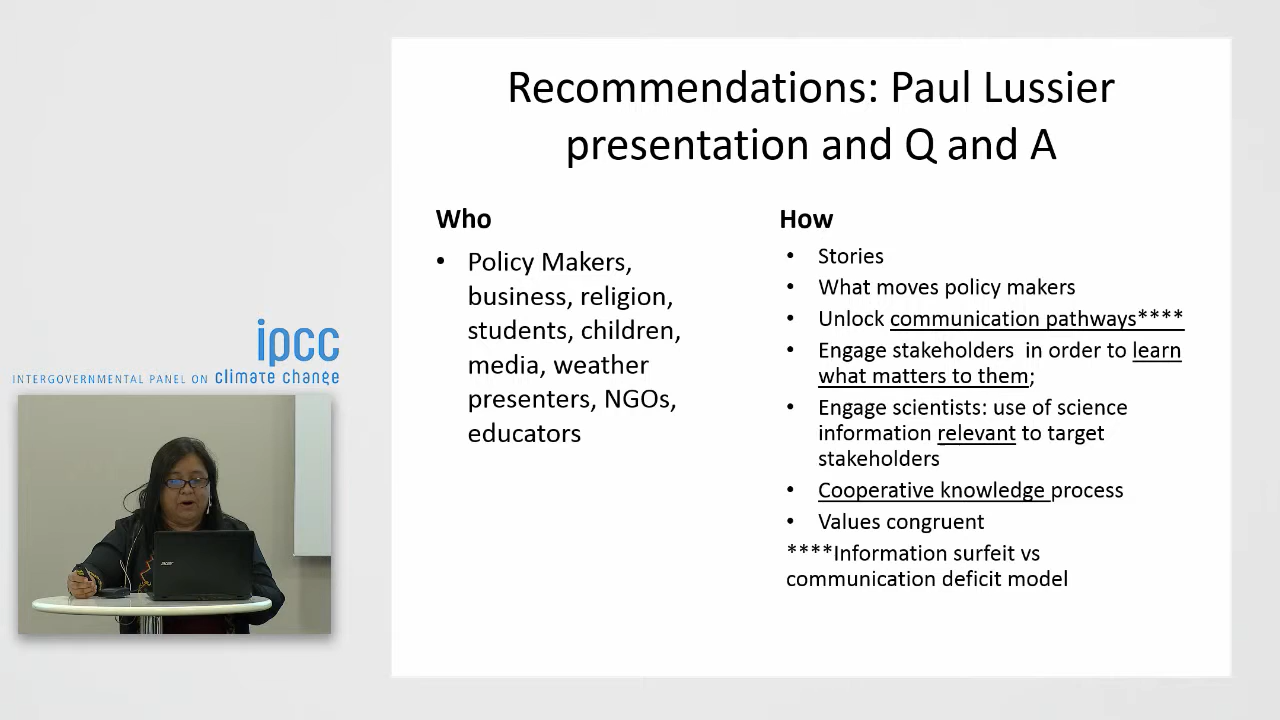 Recommendations: Paul Lussier
presentation and Q and A
Who
• Policy Makers,
business, religion,
students, children,
media, weather
presenters, NGOs,
educators
How
• Stories
• What moves policy makers
• Unlock communication pathways****
• Engage stakeholders in order to learn
what matters to them;
• Engage scientists: use of science
information relevant to target
stakeholders
• Cooperative knowledge process
• Values congruent
****Information surfeit vs
communication deficit model
ipcc
INTERGOVERNMENTAL PANEL ON climate change
acer